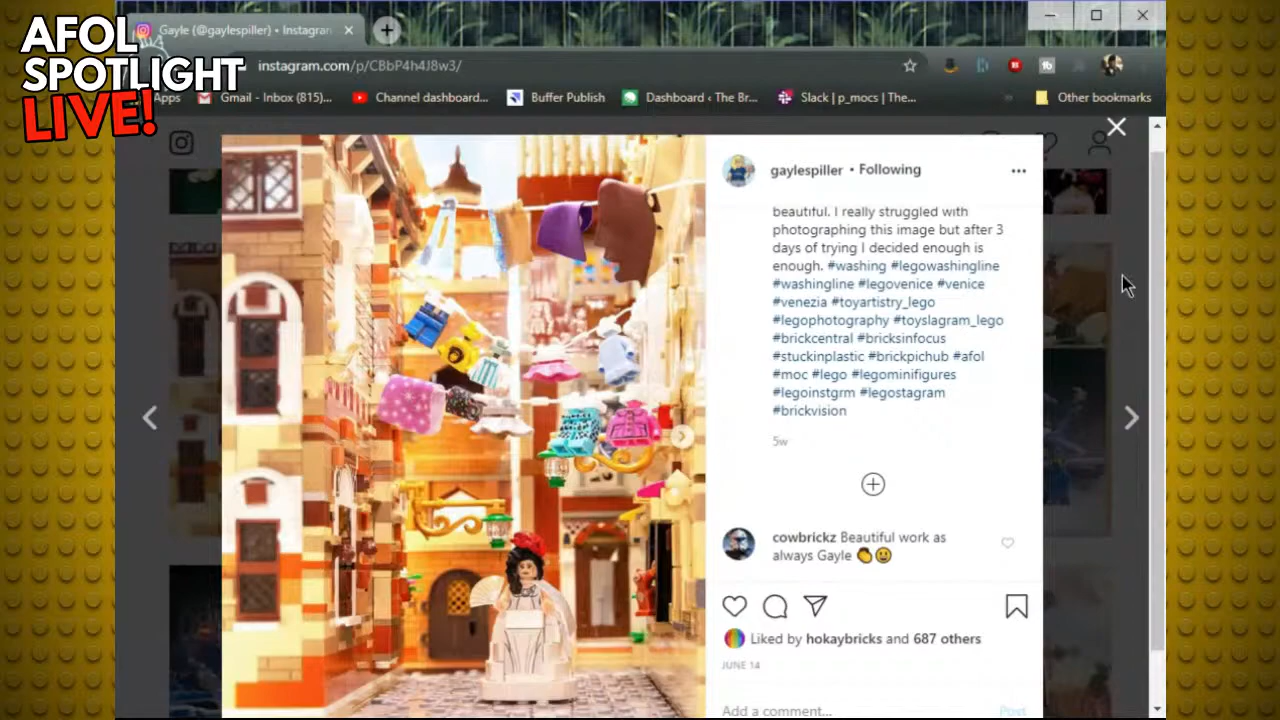 AFOL
SPOTLIGHT
LIVE!
Gayle (@gaylespiller) • Instagram
instagram.com/p/CBbP4h4J8w3/
Apps
Gmail - Inbox (815)...
Channel dashboard...
Buffer Publish
Dashboard ‹ The Br...
Slack | p_mocs | The...
Other bookmarks
gaylespiller • Following
beautiful. I really struggled with
photographing this image but after 3
days of trying I decided enough is
enough. #washing #legowashingline
#washingline #legovenice #venice
#venezia #toyartistry_lego
#legophotography #toyslagram_lego
#brickcentral #bricksinfocus
#stuckinplastic #brickpichub #afol
#moc #lego #legominifigures
#legoinstgrm #legostagram
#brickvision
5w
cowbrickz Beautiful work as
always Gayle 👏😀
Liked by hokaybricks and 687 others
JUNE 14
Add a comment...
Post